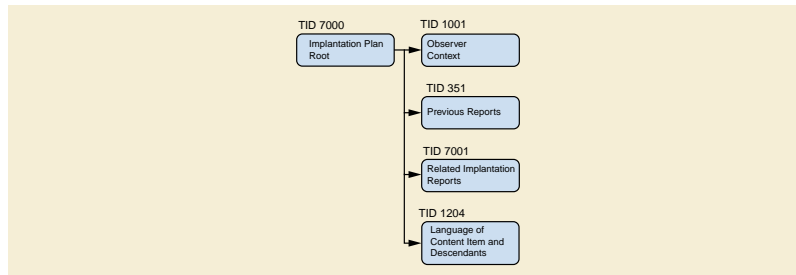 TID 7000
Implantation Plan
Root
TID 1001
Observer
Context
TID 351
Previous Reports
TID 7001
Related Implantation
Reports
TID 1204
Language of
Content Item and
Descendants